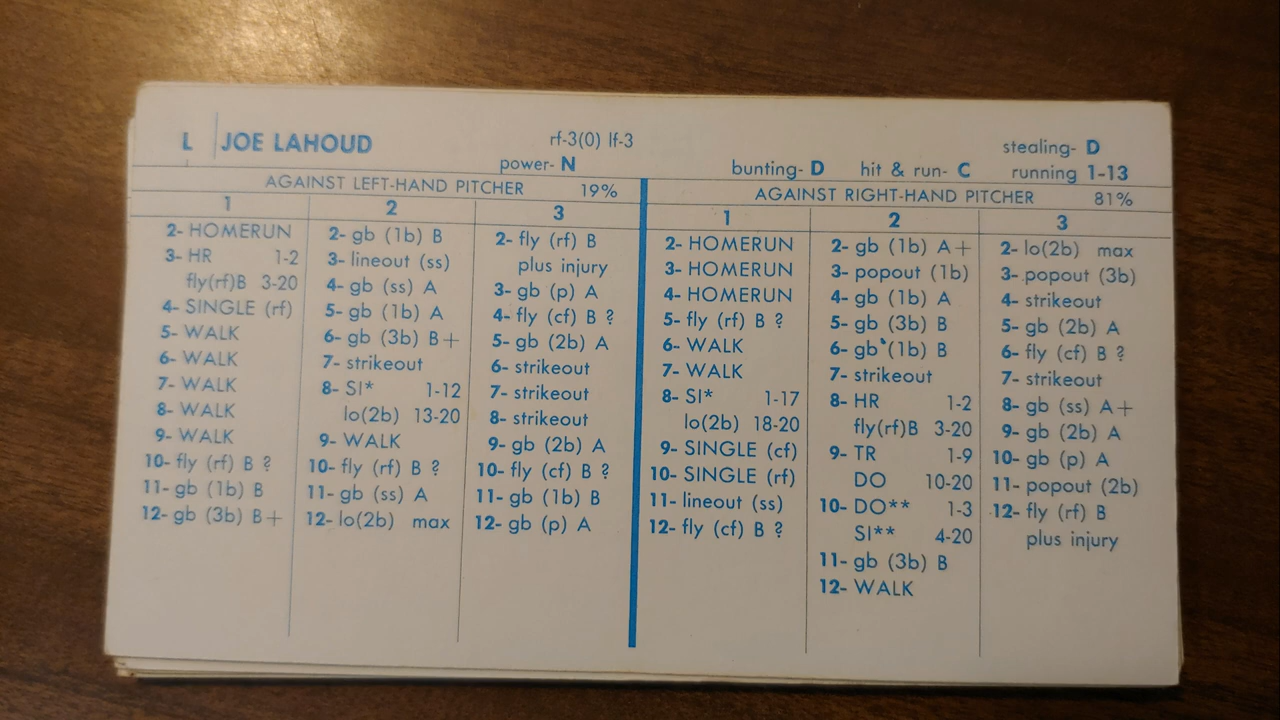 L JOE LAHOUD rf-3(0) lf-3 stealing- D
power- N bunting- D hit & run- C running 1-13
AGAINST LEFT-HAND PITCHER 19%
1
2- HOMERUN
3- HR 1-2
fly(rf)B 3-20
4- SINGLE (rf)
5- WALK
6- WALK
7- WALK
8- WALK
9- WALK
10- fly (rf) B ?
11- gb (1b) B
12- gb (3b) B+
2
2- gb (1b) B
3- lineout (ss)
4- gb (ss) A
5- gb (1b) A
6- gb (3b) B+
7- strikeout
8- SI* 1-12
lo(2b) 13-20
9- WALK
10- fly (rf) B ?
11- gb (ss) A
12- lo(2b) max
3
2- fly (rf) B
plus injury
3- gb (p) A
4- fly (cf) B ?
5- gb (2b) A
6- strikeout
7- strikeout
8- strikeout
9- gb (2b) A
10- fly (cf) B ?
11- gb (1b) B
12- gb (p) A
AGAINST RIGHT-HAND PITCHER 81%
1
2- HOMERUN
3- HOMERUN
4- HOMERUN
5- fly (rf) B ?
6- WALK
7- WALK
8- SI* 1-17
lo(2b) 18-20
9- SINGLE (cf)
10- SINGLE (rf)
11- lineout (ss)
12- fly (cf) B ?
2
2- gb (1b) A+
3- popout (1b)
4- gb (1b) A
5- gb (3b) B
6- gb (1b) B
7- strikeout
8- HR 1-2
fly(rf)B 3-20
9- TR 1-9
DO 10-20
10- DO** 1-3
SI** 4-20
11- gb (3b) B
12- WALK
3
2- lo(2b) max
3- popout (3b)
4- strikeout
5- gb (2b) A
6- fly (cf) B ?
7- strikeout
8- gb (ss) A+
9- gb (2b) A
10- gb (p) A
11- popout (2b)
12- fly (rf) B
plus injury